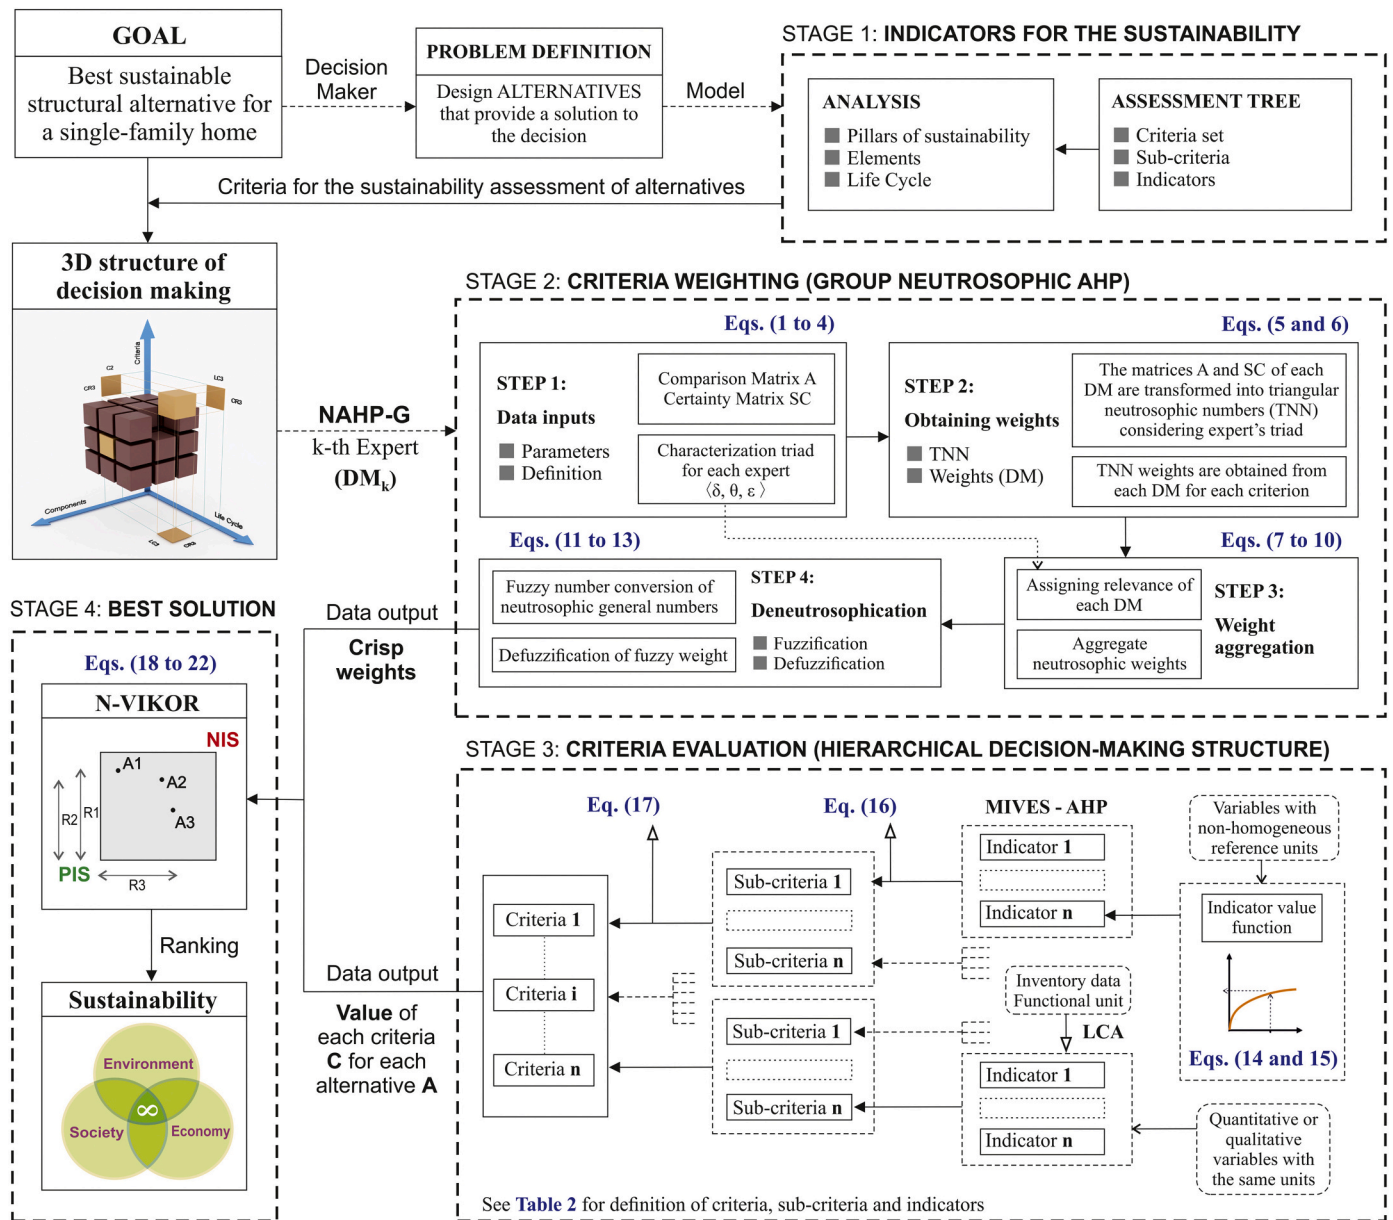 GOAL
Best sustainable
structural alternative for
a single-family home
Decision
Maker
PROBLEM DEFINITION
Design ALTERNATIVES
that provide a solution to
the decision
Model
STAGE 1: INDICATORS FOR THE SUSTAINABILITY
ANALYSIS
Pillars of sustainability
Elements
Life Cycle
ASSESSMENT TREE
Criteria set
Sub-criteria
Indicators
Criteria for the sustainability assessment of alternatives
3D structure of
decision making
Criteria
C2
CR3
LC3
CR3
Components
Life Cycle
LC2
CR3
NAHP-G
k-th Expert
(DMk)
STAGE 2: CRITERIA WEIGHTING (GROUP NEUTROSOPHIC AHP)
Eqs. (1 to 4)
STEP 1:
Data inputs
Parameters
Definition
Comparison Matrix A
Certainty Matrix SC
Characterization triad
for each expert
⟨δ, θ, ε ⟩
Eqs. (5 and 6)
STEP 2:
Obtaining weights
TNN
Weights (DM)
The matrices A and SC of each
DM are transformed into triangular
neutrosophic numbers (TNN)
considering expert's triad
TNN weights are obtained from
each DM for each criterion
Eqs. (7 to 10)
Assigning relevance of
each DM
Aggregate
neutrosophic weights
STEP 3:
Weight
aggregation
Eqs. (11 to 13)
Fuzzy number conversion of
neutrosophic general numbers
Defuzzification of fuzzy weight
STEP 4:
Deneutrosophication
Fuzzification
Defuzzification
Data output
Crisp
weights
STAGE 4: BEST SOLUTION
Eqs. (18 to 22)
N-VIKOR
NIS
A1
A2
A3
R2
R1
PIS
R3
Ranking
Sustainability
Environment
∞
Society
Economy
STAGE 3: CRITERIA EVALUATION (HIERARCHICAL DECISION-MAKING STRUCTURE)
Eq. (17)
Eq. (16)
MIVES - AHP
Criteria 1
Criteria i
Criteria n
Data output
Value of
each criteria
C for each
alternative A
Sub-criteria 1
Sub-criteria n
Sub-criteria 1
Sub-criteria n
Indicator 1
Indicator n
Inventory data
Functional unit
LCA
Indicator 1
Indicator n
Variables with
non-homogeneous
reference units
Indicator value
function
Eqs. (14 and 15)
Quantitative or
qualitative
variables with
the same units
See Table 2 for definition of criteria, sub-criteria and indicators